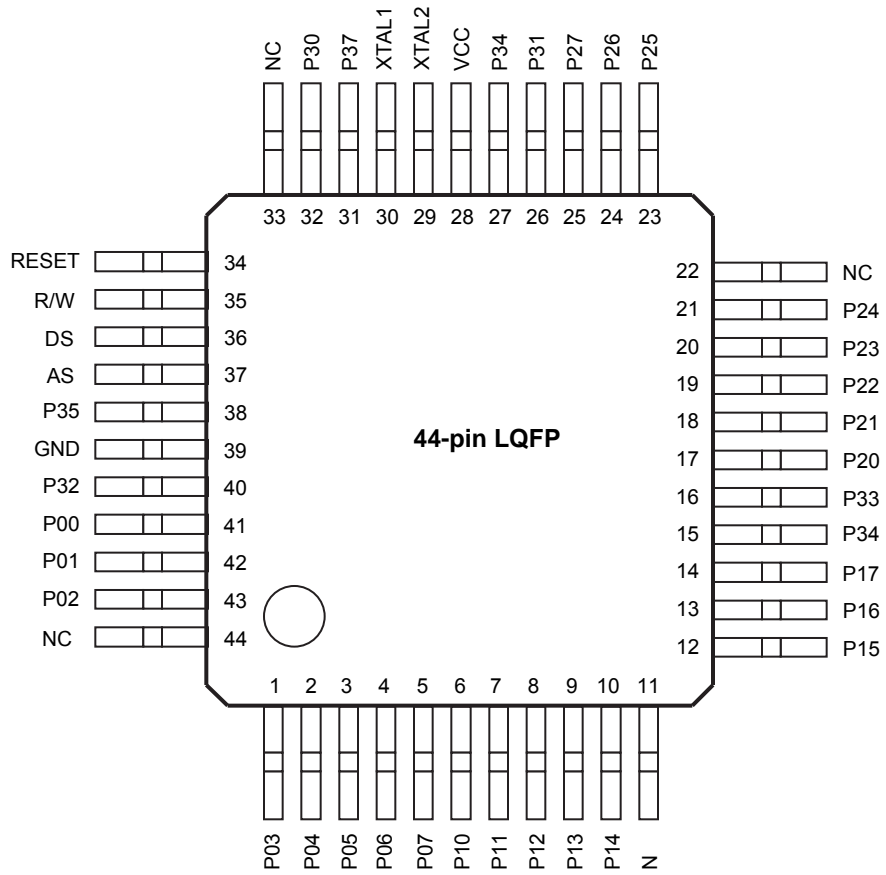 NC P30 P37 XTAL1 XTAL2 VCC P34 P31 P27 P26 P25
33 32 31 30 29 28 27 26 25 24 23
RESET 34
R/W 35
DS 36
AS 37
P35 38
GND 39
P32 40
P00 41
P01 42
P02 43
NC 44
44-pin LQFP
22 NC
21 P24
20 P23
19 P22
18 P21
17 P20
16 P33
15 P34
14 P17
13 P16
12 P15
1 2 3 4 5 6 7 8 9 10 11
P03 P04 P05 P06 P07 P10 P11 P12 P13 P14 N